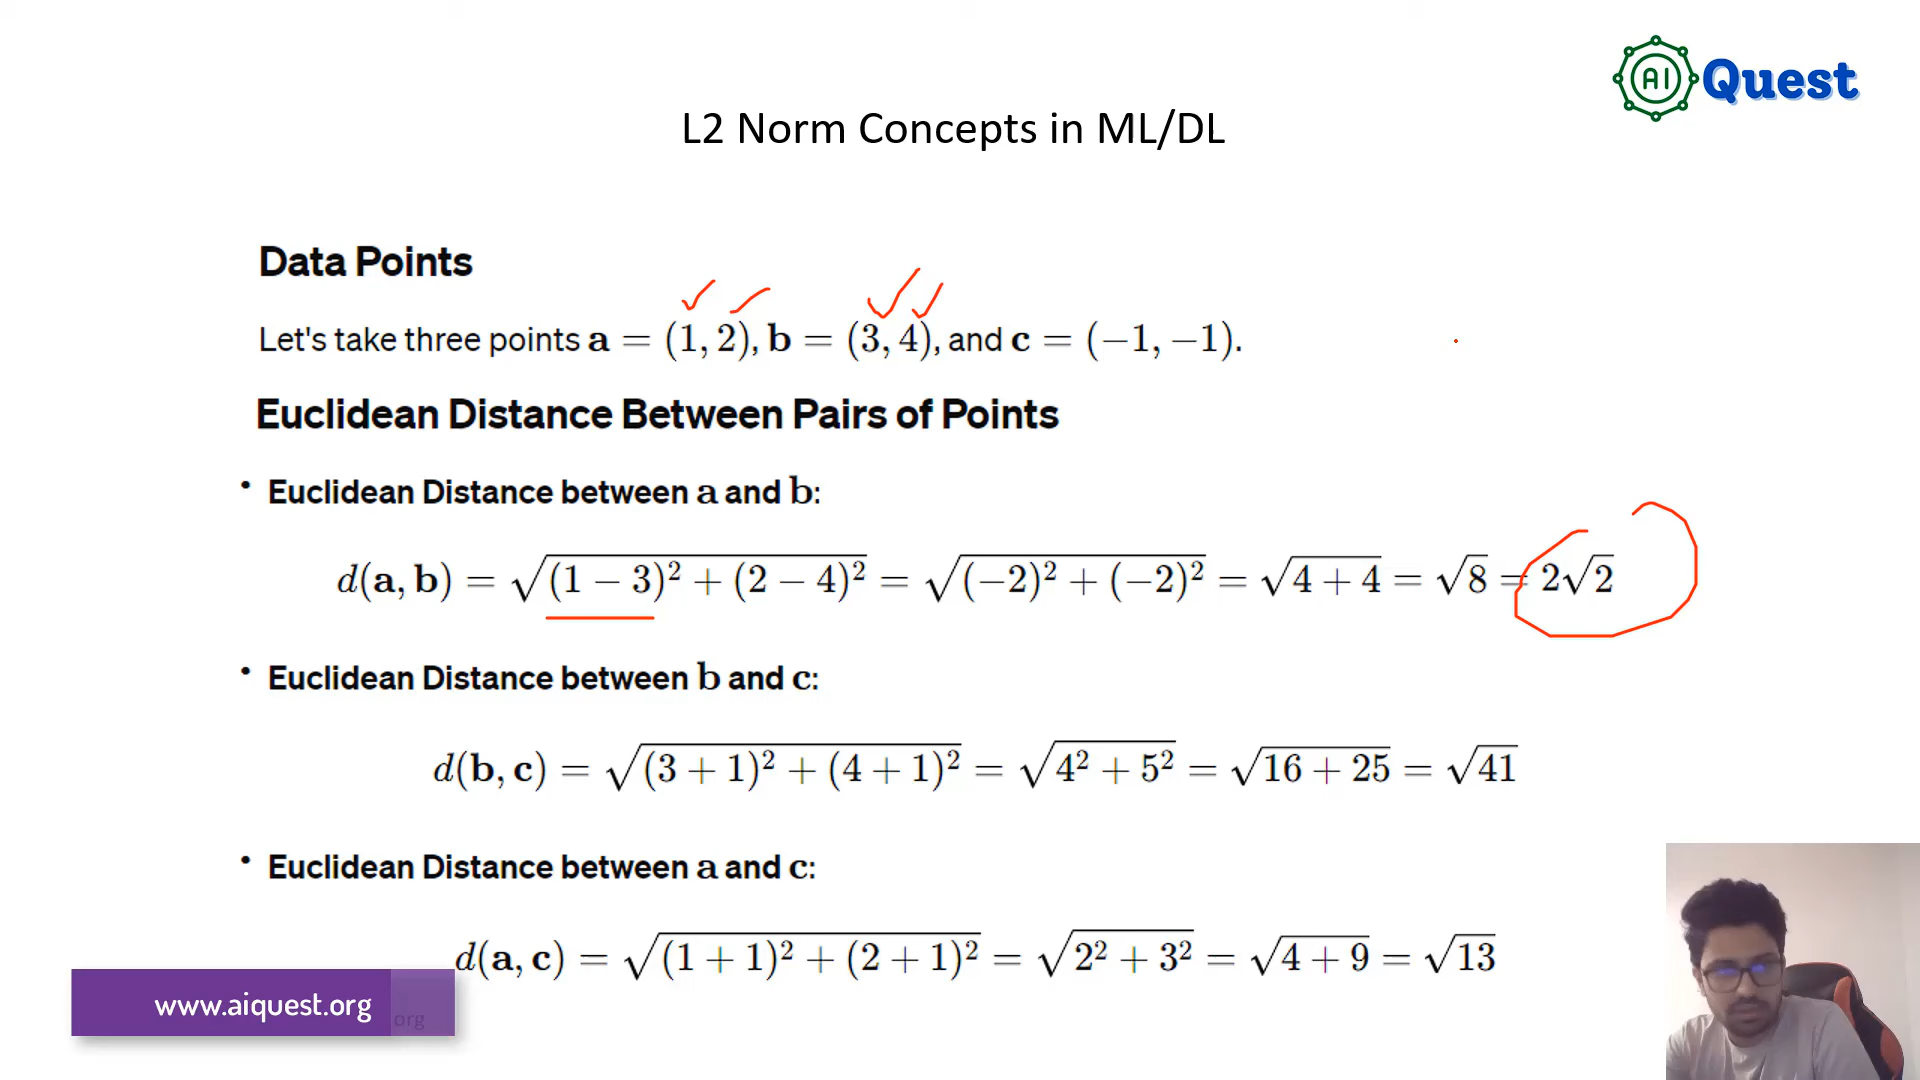 AI Quest
L2 Norm Concepts in ML/DL
Data Points
Let's take three points a = (1, 2), b = (3, 4), and c = (−1, −1).
Euclidean Distance Between Pairs of Points
• Euclidean Distance between a and b:
d(a, b) = √(1 − 3)² + (2 − 4)² = √(−2)² + (−2)² = √4 + 4 = √8 = 2√2
• Euclidean Distance between b and c:
d(b, c) = √(3 + 1)² + (4 + 1)² = √4² + 5² = √16 + 25 = √41
• Euclidean Distance between a and c:
d(a, c) = √(1 + 1)² + (2 + 1)² = √2² + 3² = √4 + 9 = √13
www.aiquest.org
org